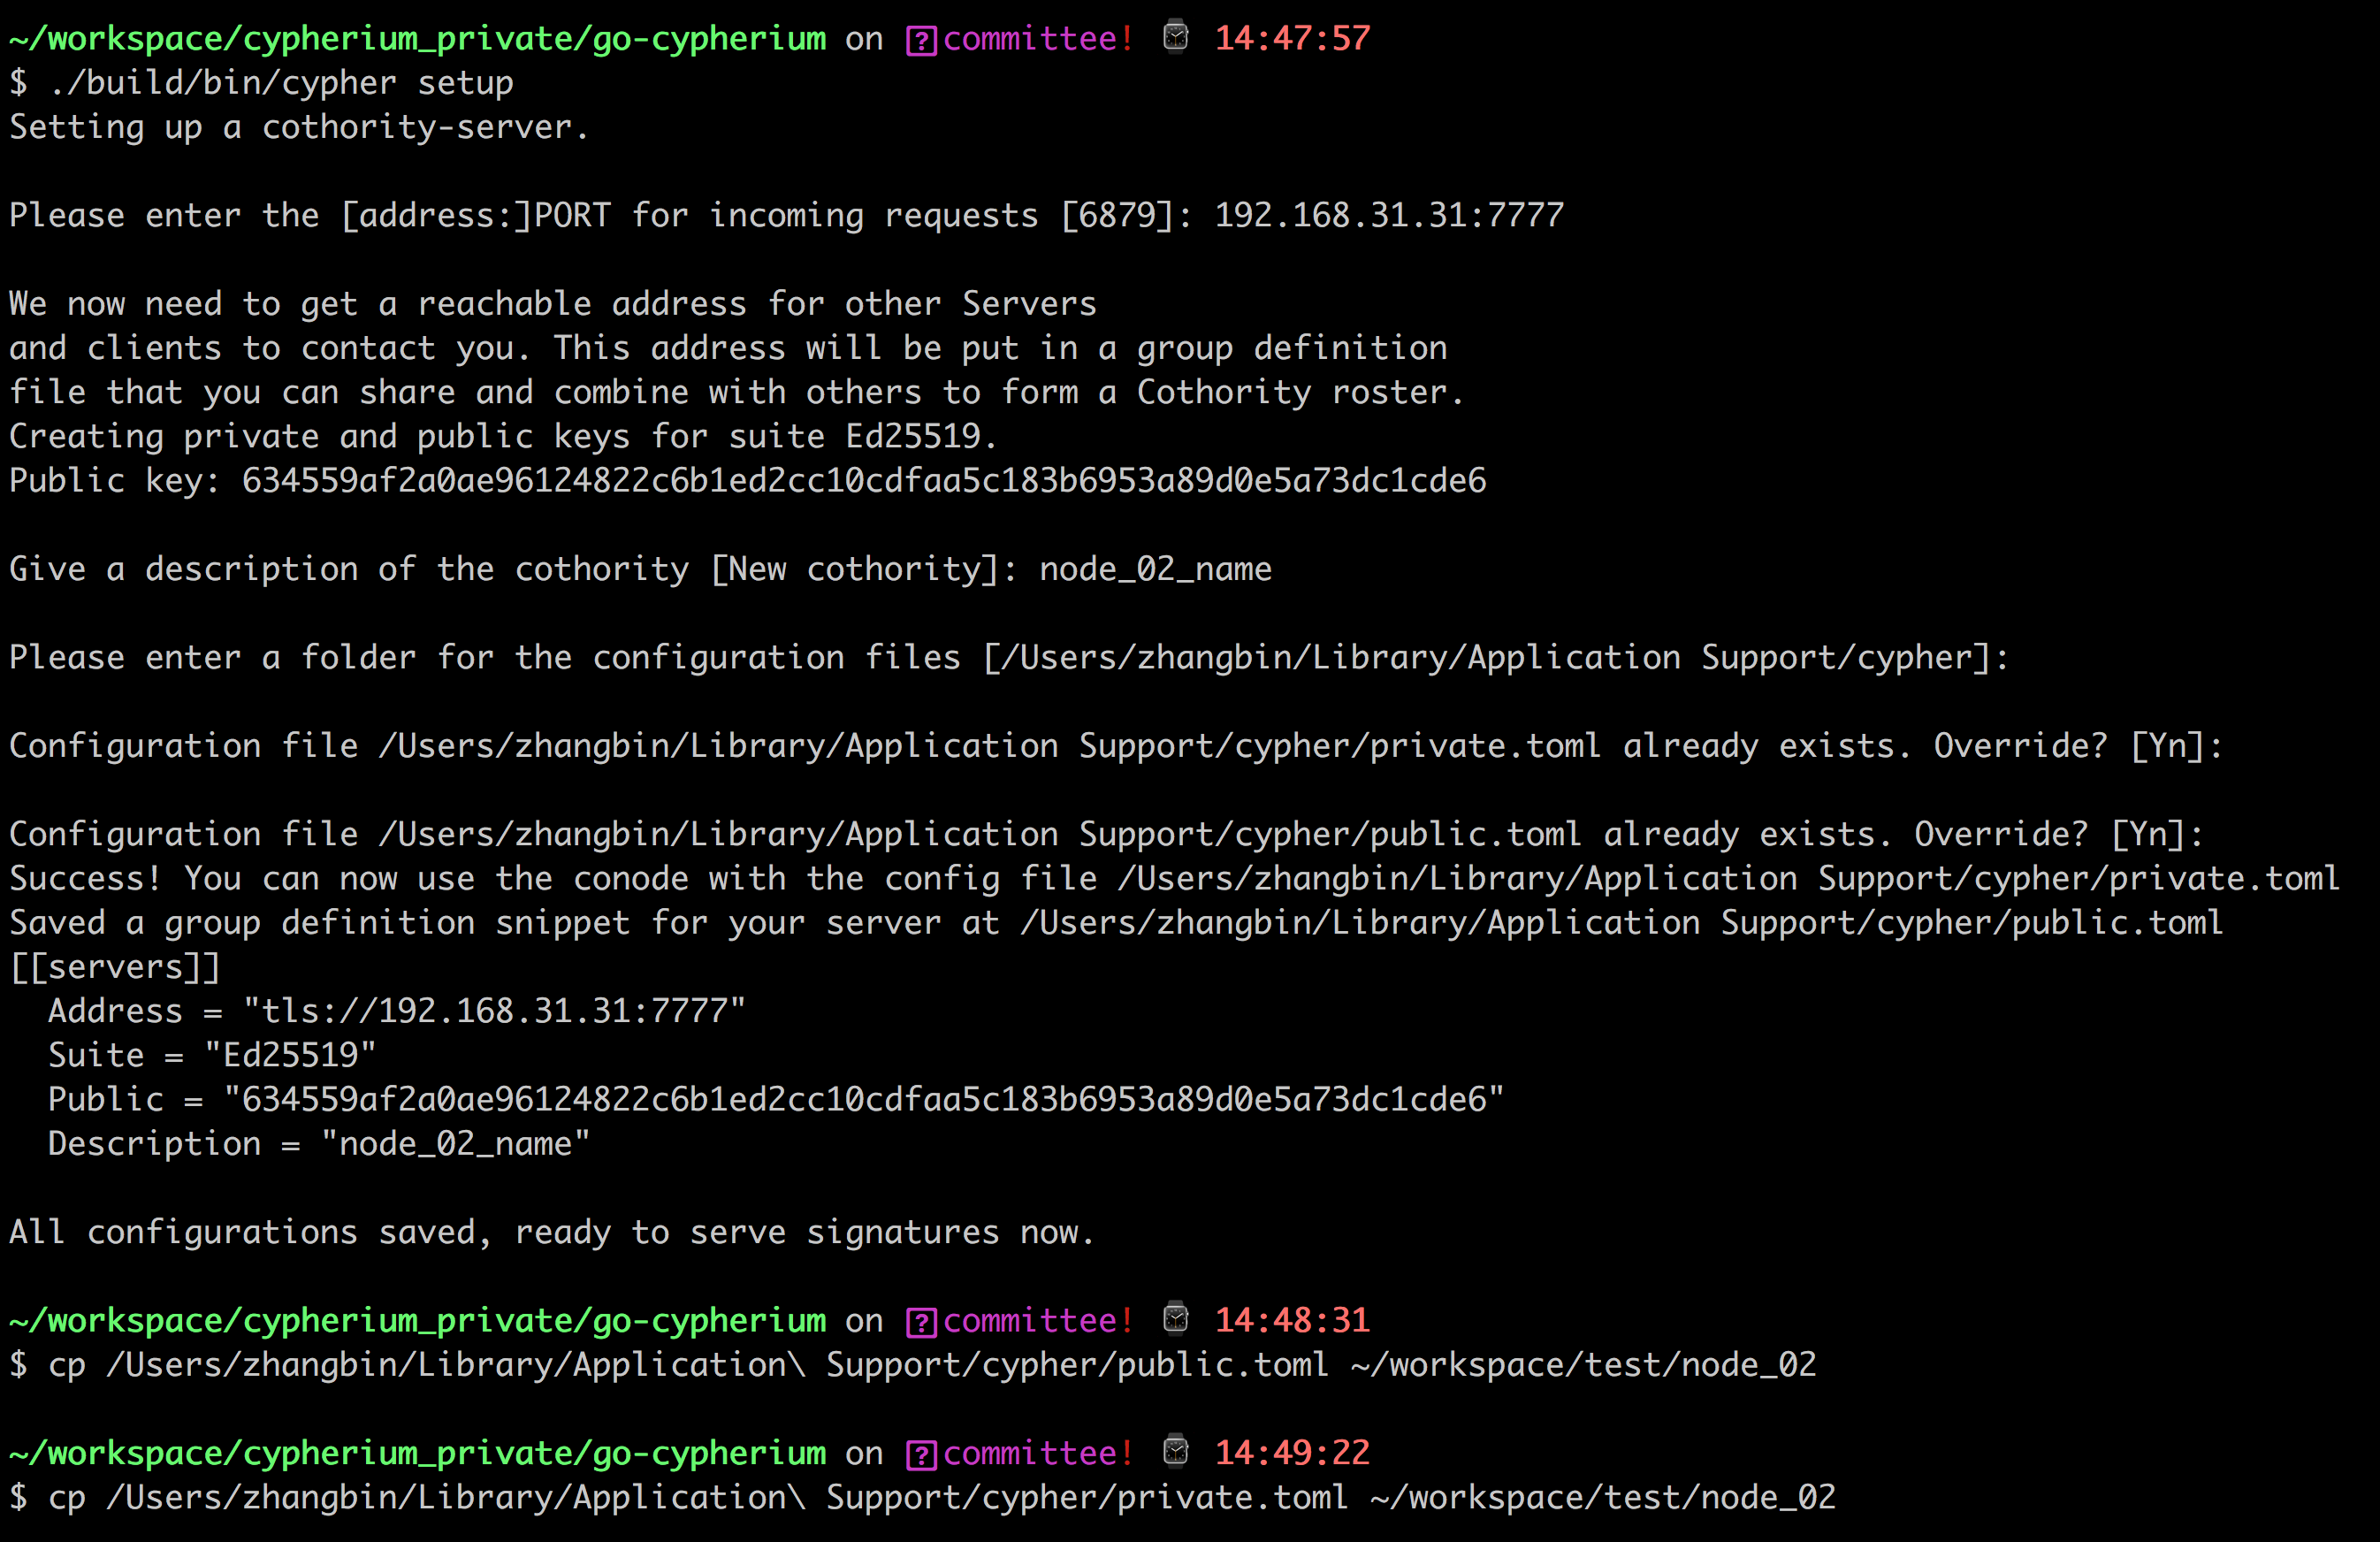 ~/workspace/cypherium_private/go-cypherium on [?]committee! ⌚ 14:47:57
$ ./build/bin/cypher setup
Setting up a cothority-server.
Please enter the [address:]PORT for incoming requests [6879]: 192.168.31.31:7777
We now need to get a reachable address for other Servers
and clients to contact you. This address will be put in a group definition
file that you can share and combine with others to form a Cothority roster.
Creating private and public keys for suite Ed25519.
Public key: 634559af2a0ae96124822c6b1ed2cc10cdfaa5c183b6953a89d0e5a73dc1cde6
Give a description of the cothority [New cothority]: node_02_name
Please enter a folder for the configuration files [/Users/zhangbin/Library/Application Support/cypher]:
Configuration file /Users/zhangbin/Library/Application Support/cypher/private.toml already exists. Override? [Yn]:
Configuration file /Users/zhangbin/Library/Application Support/cypher/public.toml already exists. Override? [Yn]:
Success! You can now use the conode with the config file /Users/zhangbin/Library/Application Support/cypher/private.toml
Saved a group definition snippet for your server at /Users/zhangbin/Library/Application Support/cypher/public.toml
[[servers]]
  Address = "tls://192.168.31.31:7777"
  Suite = "Ed25519"
  Public = "634559af2a0ae96124822c6b1ed2cc10cdfaa5c183b6953a89d0e5a73dc1cde6"
  Description = "node_02_name"
All configurations saved, ready to serve signatures now.
~/workspace/cypherium_private/go-cypherium on [?]committee! ⌚ 14:48:31
$ cp /Users/zhangbin/Library/Application\ Support/cypher/public.toml ~/workspace/test/node_02
~/workspace/cypherium_private/go-cypherium on [?]committee! ⌚ 14:49:22
$ cp /Users/zhangbin/Library/Application\ Support/cypher/private.toml ~/workspace/test/node_02